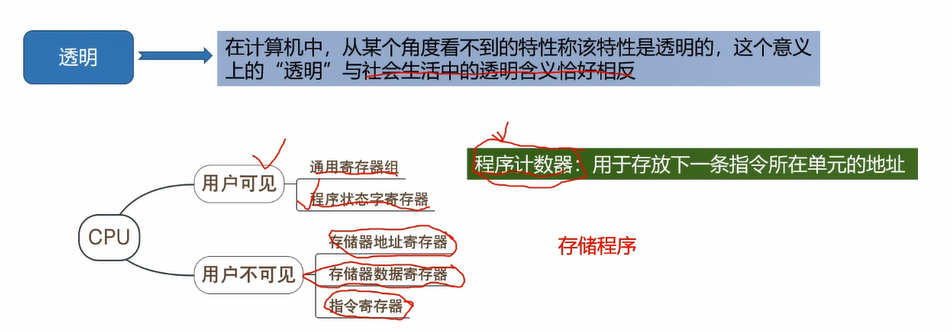 透明
在计算机中，从某个角度看不到的特性称该特性是透明的，这个意义
上的“透明”与社会生活中的透明含义恰好相反
程序计数器：用于存放下一条指令所在单元的地址
CPU
用户可见
通用寄存器组
程序状态字寄存器
用户不可见
存储器地址寄存器
存储器数据寄存器
指令寄存器
存储程序